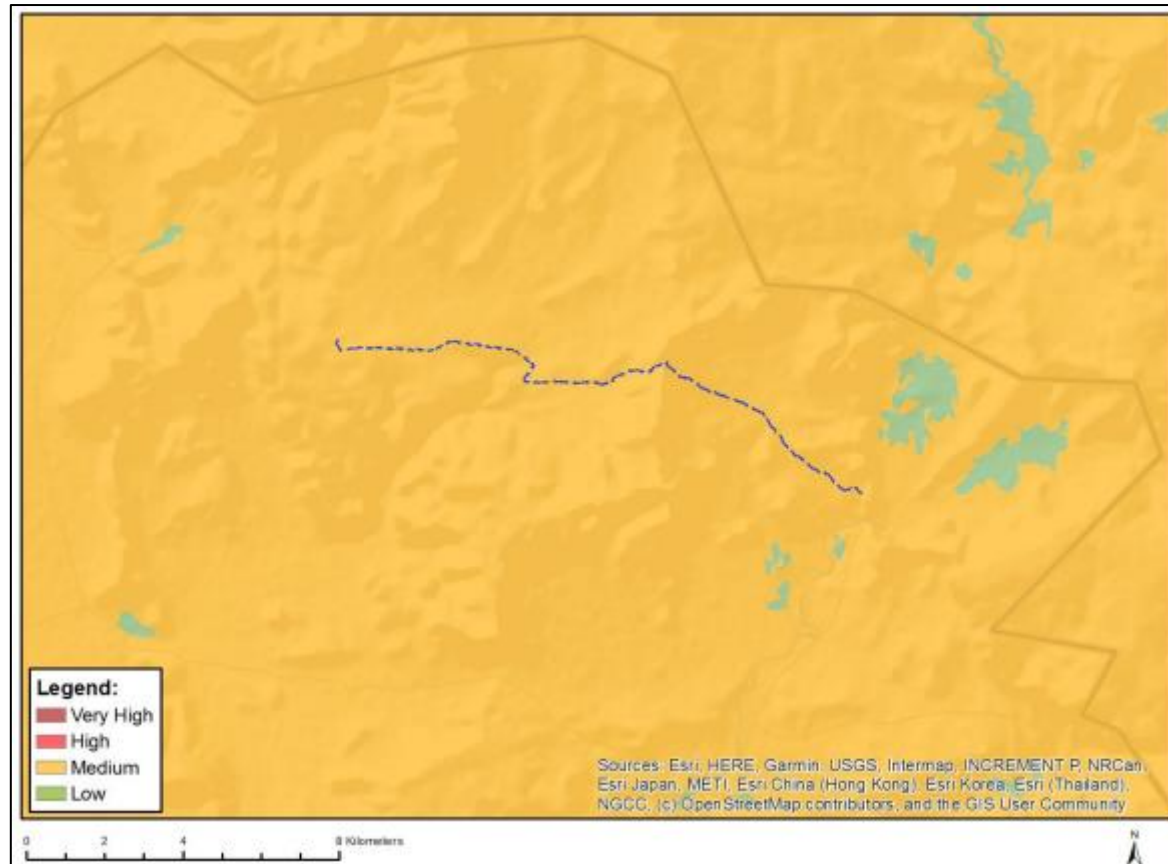 Legend:
Very High
High
Medium
Low
Sources: Esri, HERE, Garmin, USGS, Intermap, INCREMENT P, NRCan,
Esri Japan, METI, Esri China (Hong Kong), Esri Korea, Esri (Thailand),
NGCC, (c) OpenStreetMap contributors, and the GIS User Community
0 2 4 8 Kilometers
N